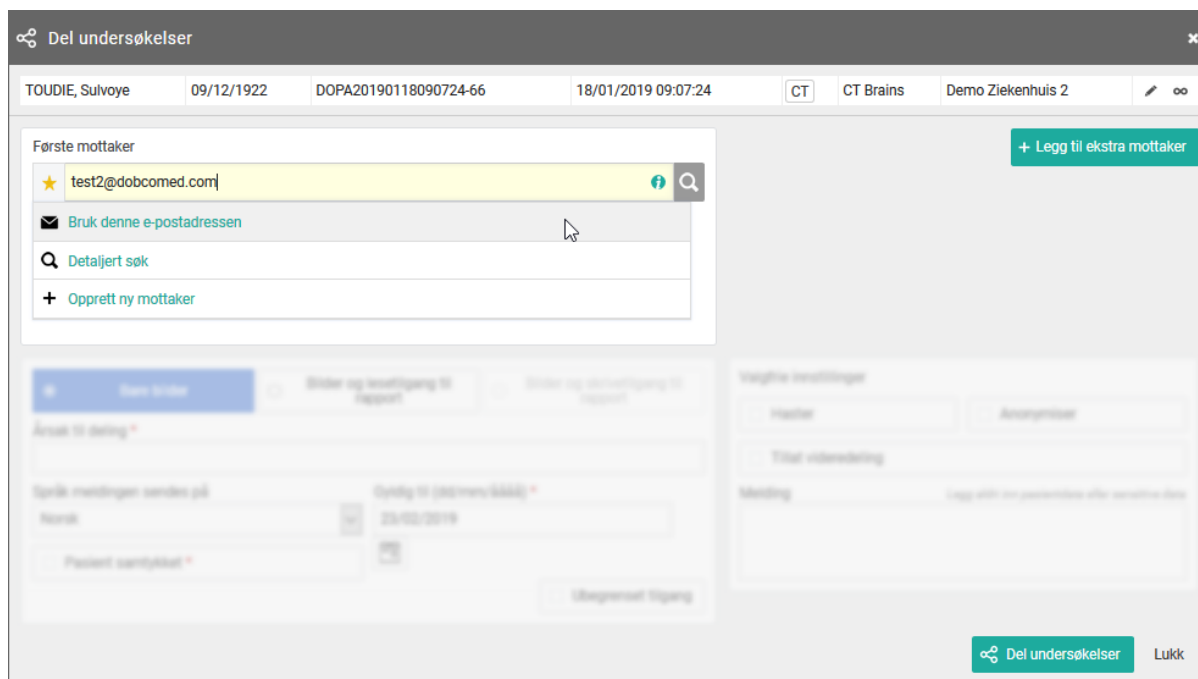 Del undersøkelser
TOUDIE, Sulvoye 09/12/1922 DOPA20190118090724-66 18/01/2019 09:07:24 CT CT Brains Demo Ziekenhuis 2
Første mottaker
+ Legg til ekstra mottaker
test2@dobcomed.com
Bruk denne e-postadressen
Detaljert søk
+ Opprett ny mottaker
Bare bilder
Bilder og lesetilgang til
rapport
Bilder og skrivetilgang til
rapport
Valgfrie innstillinger
Haster Anonymiser
Årsak til deling *
Tillat videredeling
Språk meldingen sendes på Gyldig til (dd/mm/åååå) *
Melding
Norsk 23/02/2019
Pasient samtykket *
Ubegrenset tilgang
Del undersøkelser Lukk